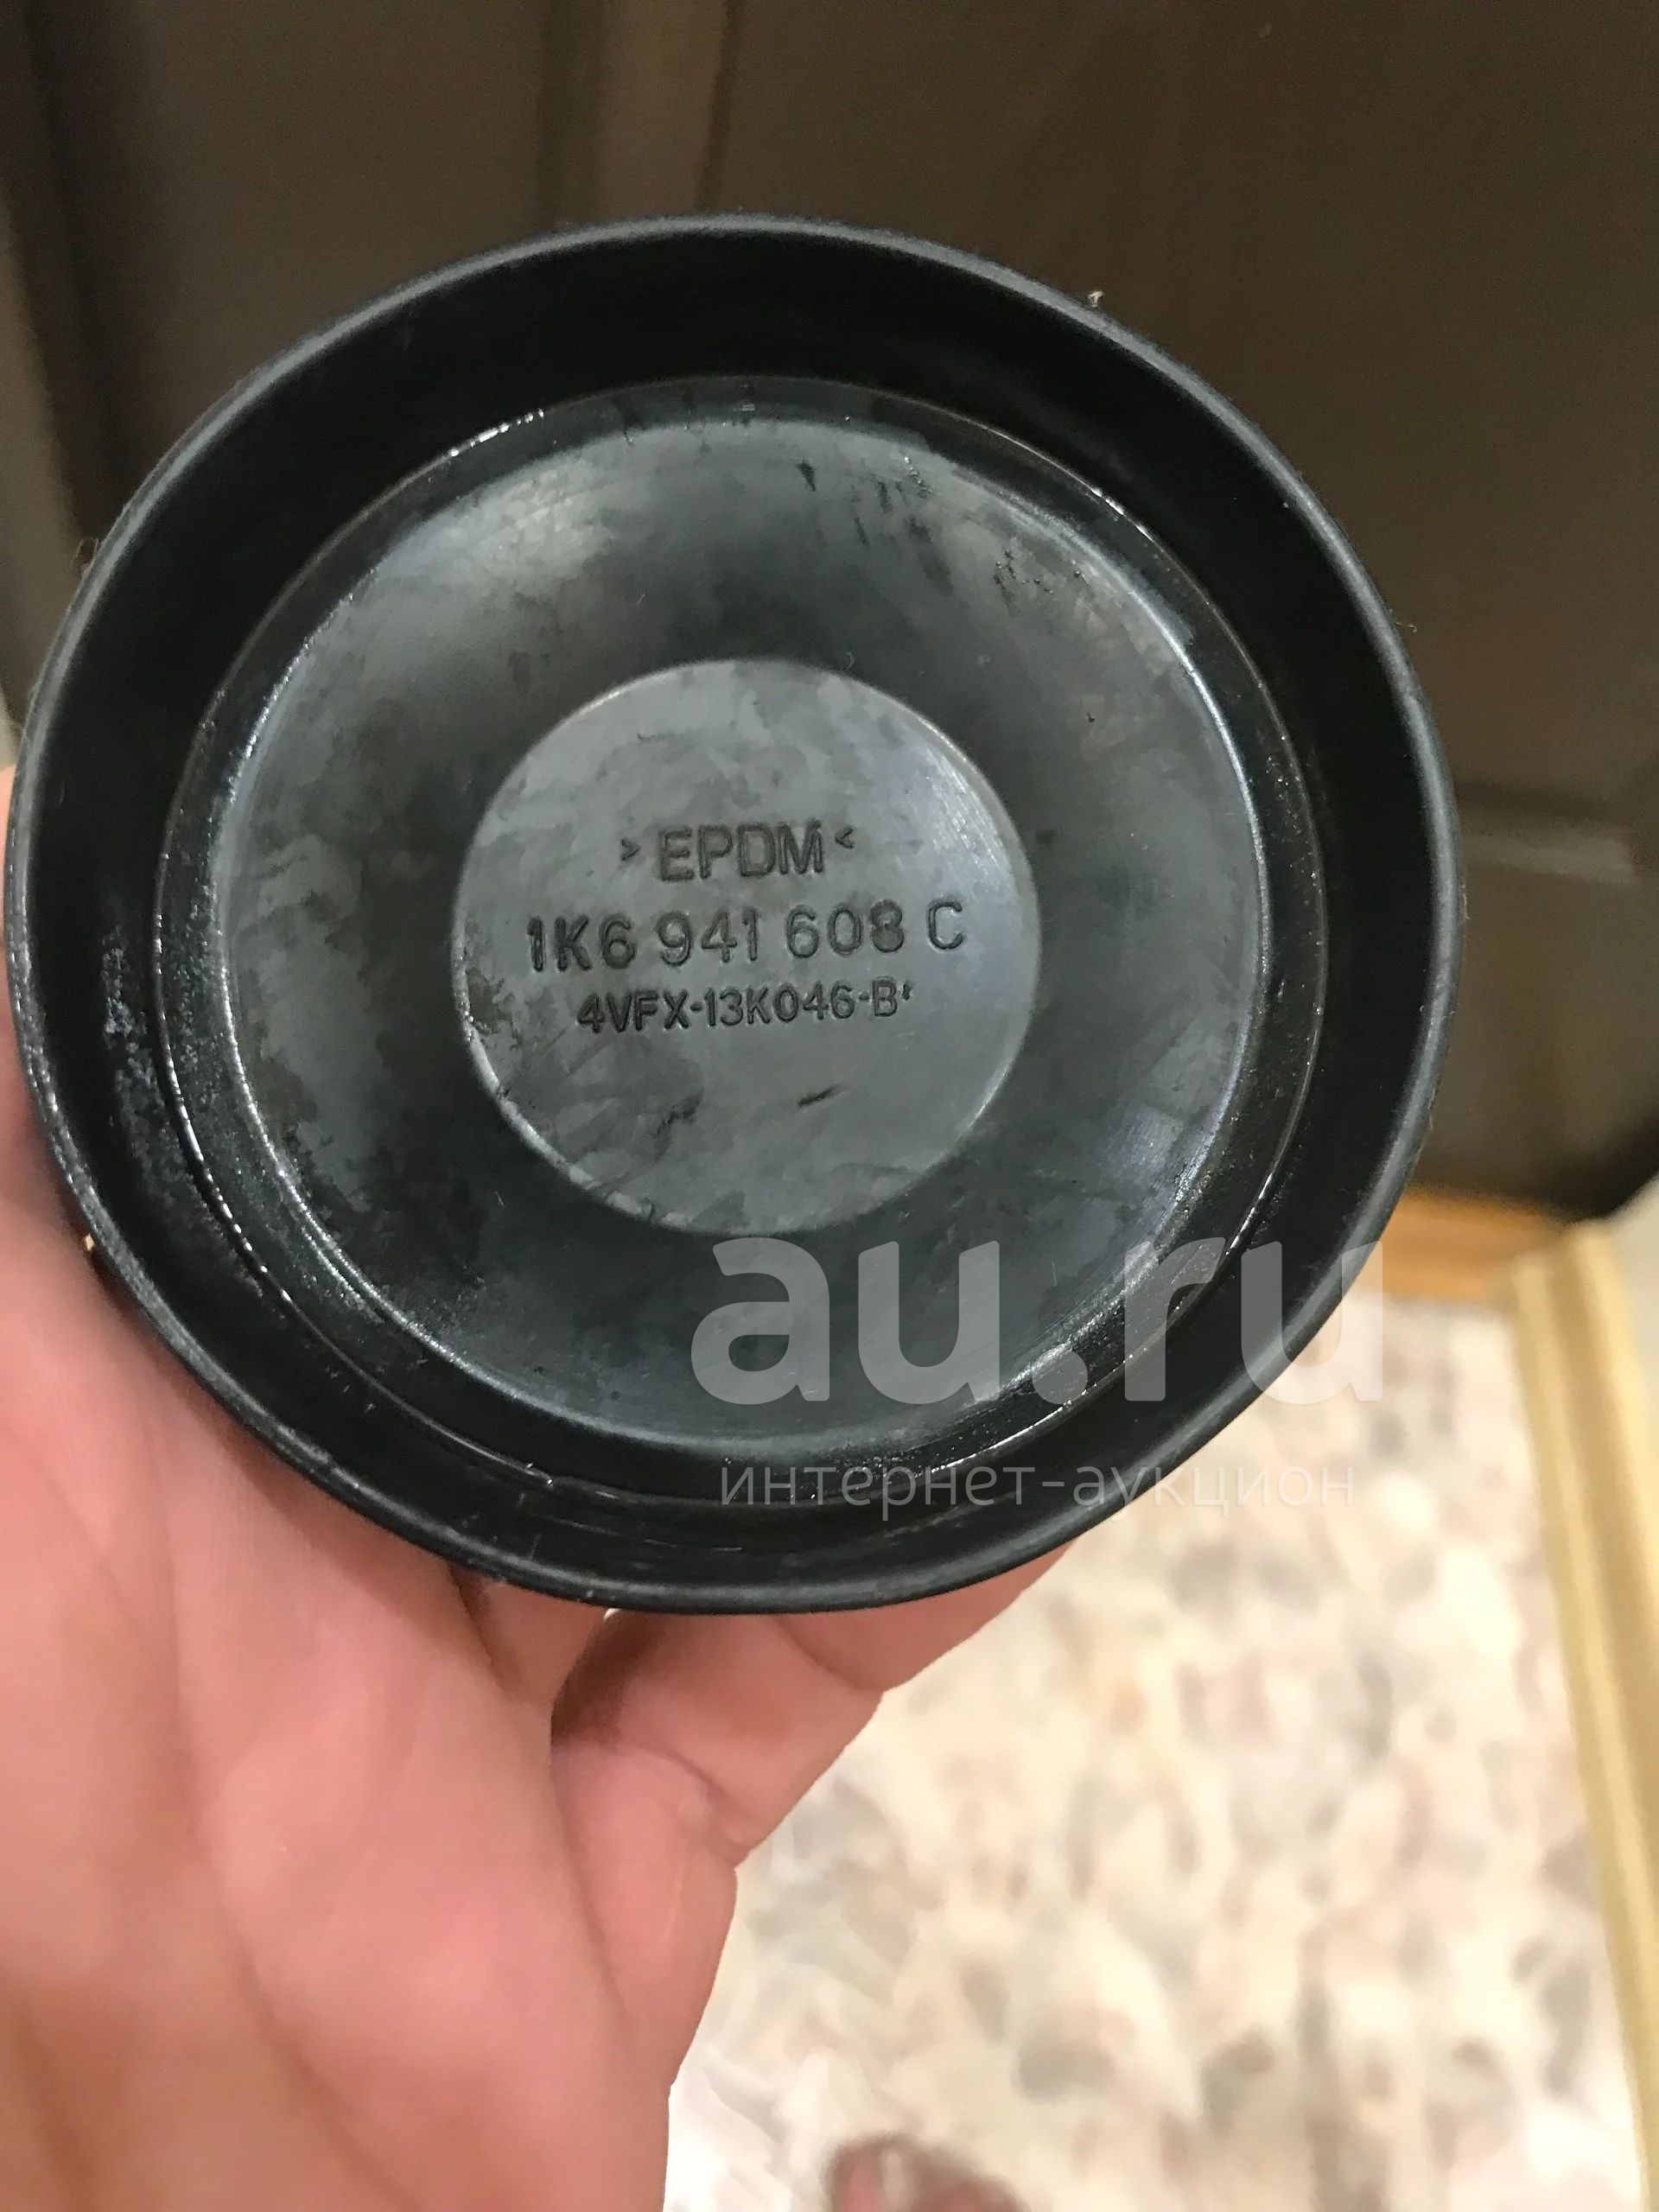 >EPDM<
1K6 941 608 C
4VFX-13K046-B
au.ru
интернет-аукцион